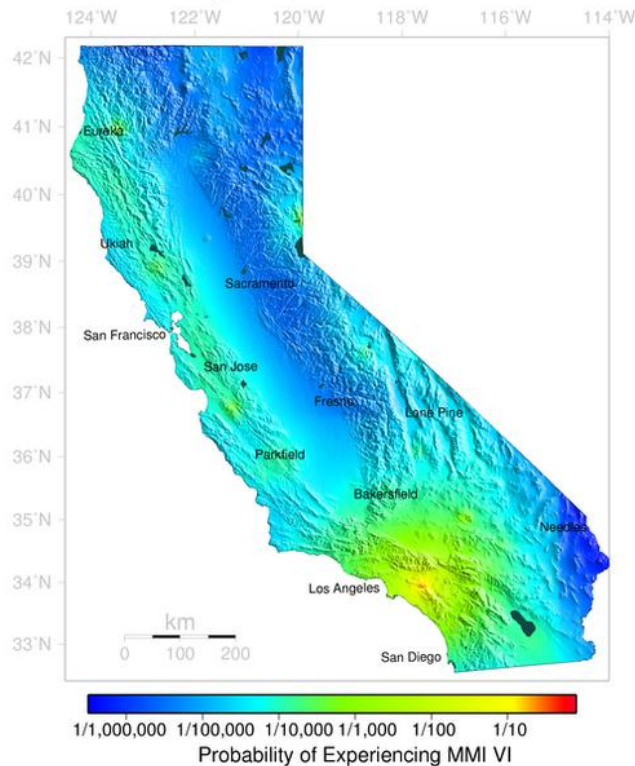 124˚W 122˚W 120˚W 118˚W 116˚W 114˚W
42˚N
41˚N
Eureka
40˚N
Ukiah
39˚N
Sacramento
38˚N
San Francisco
San Jose
37˚N
Fresno
Lone Pine
36˚N
Parkfield
Bakersfield
35˚N
Needles
34˚N
Los Angeles
km
33˚N
San Diego
0 100 200
1/1,000,000 1/100,000 1/10,000 1/1,000 1/100 1/10
Probability of Experiencing MMI VI